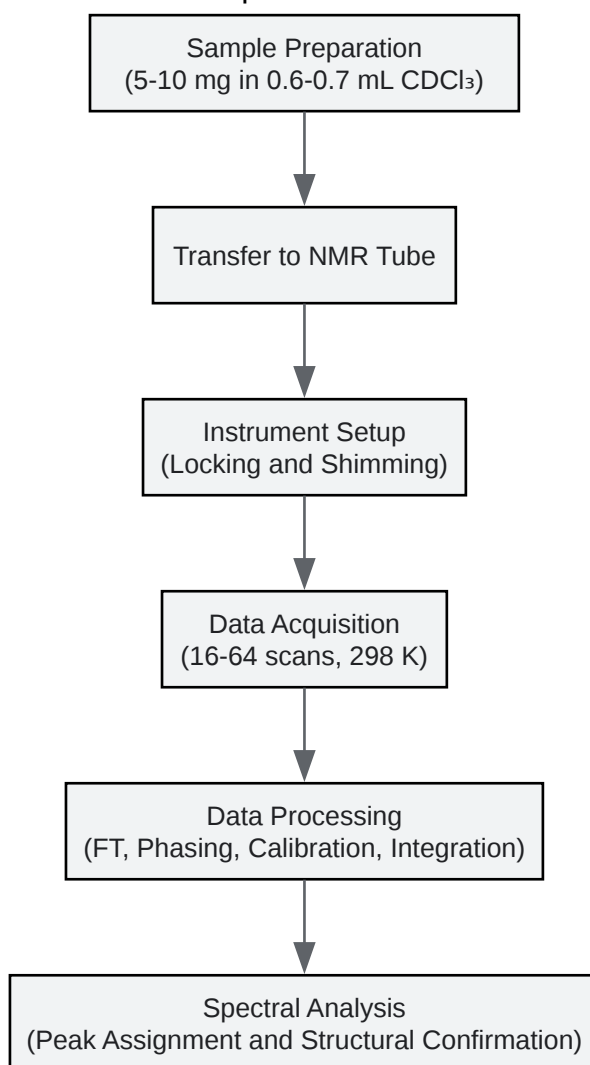 Sample Preparation
(5-10 mg in 0.6-0.7 mL CDCl₃)
Transfer to NMR Tube
Instrument Setup
(Locking and Shimming)
Data Acquisition
(16-64 scans, 298 K)
Data Processing
(FT, Phasing, Calibration, Integration)
Spectral Analysis
(Peak Assignment and Structural Confirmation)